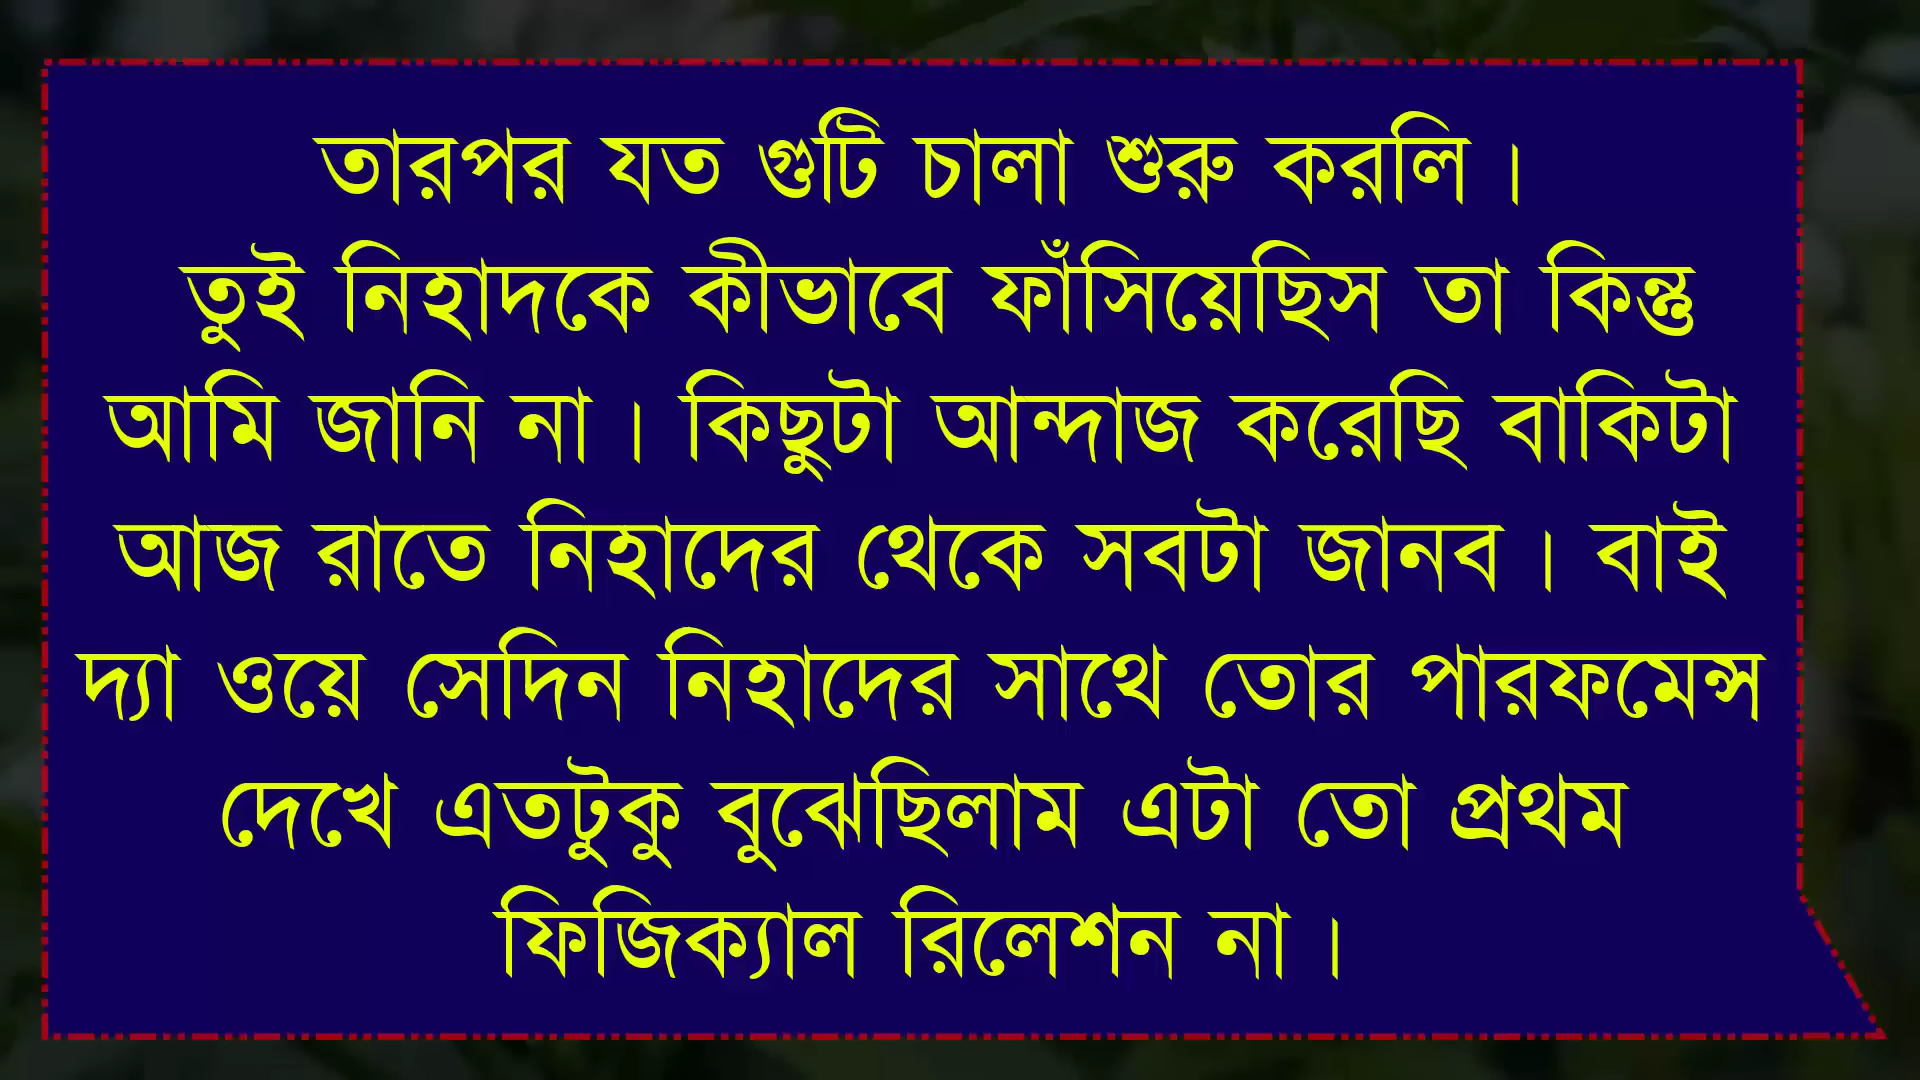 তারপর যত গুটি চালা শুরু করলি ।
তুই নিহাদকে কীভাবে ফাঁসিয়েছিস তা কিন্তু
আমি জানি না । কিছুটা আন্দাজ করেছি বাকিটা
আজ রাতে নিহাদের থেকে সবটা জানব । বাই
দ্যা ওয়ে সেদিন নিহাদের সাথে তোর পারফমেন্স
দেখে এতটুকু বুঝেছিলাম এটা তো প্রথম
ফিজিক্যাল রিলেশন না ।